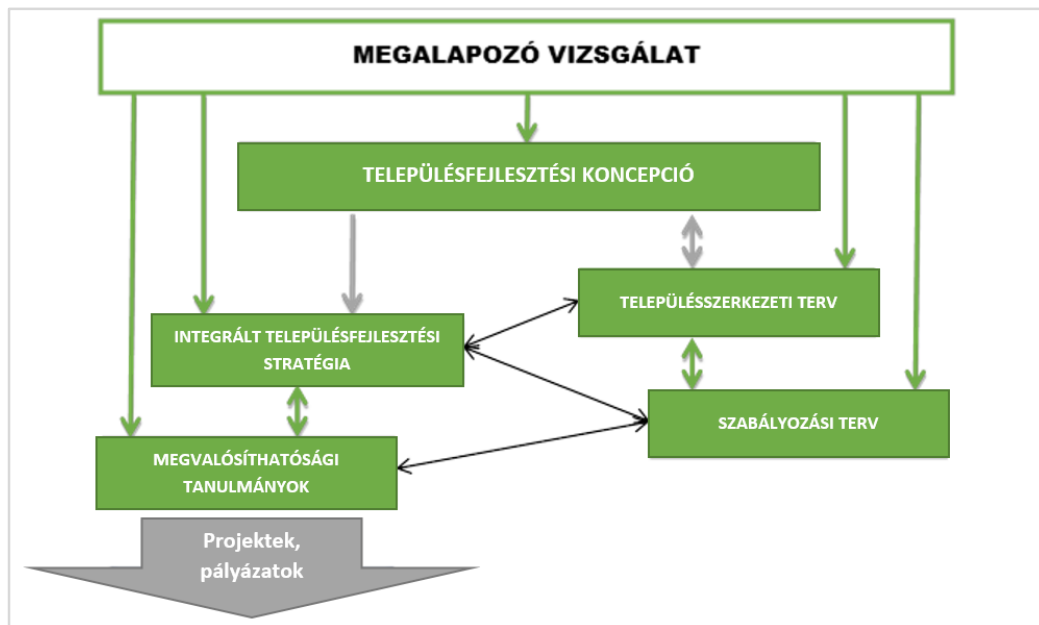 MEGALAPOZÓ VIZSGÁLAT
TELEPÜLÉSFEJLESZTÉSI KONCEPCIÓ
TELEPÜLÉSSZERKEZETI TERV
INTEGRÁLT TELEPÜLÉSFEJLESZTÉSI
STRATÉGIA
SZABÁLYOZÁSI TERV
MEGVALÓSÍTHATÓSÁGI
TANULMÁNYOK
Projektek,
pályázatok